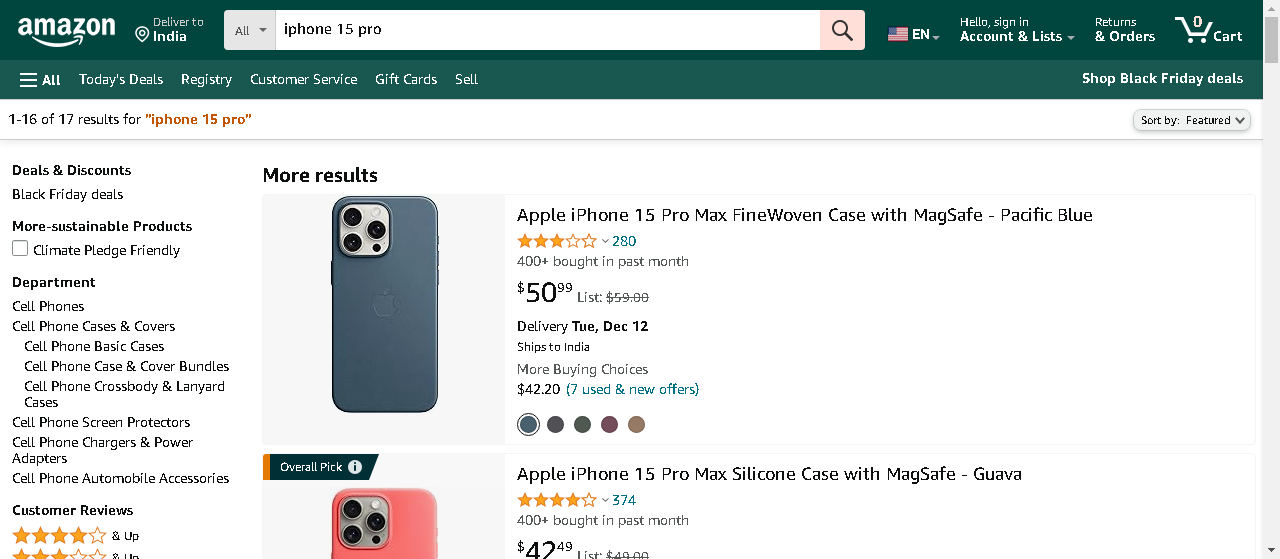 amazon
Deliver to
India
All
iphone 15 pro
EN
Hello, sign in
Account & Lists
Returns
& Orders
0
Cart
All
Today's Deals
Registry
Customer Service
Gift Cards
Sell
Shop Black Friday deals
1-16 of 17 results for "iphone 15 pro"
Sort by: Featured
Deals & Discounts
Black Friday deals
More-sustainable Products
Climate Pledge Friendly
Department
Cell Phones
Cell Phone Cases & Covers
Cell Phone Basic Cases
Cell Phone Case & Cover Bundles
Cell Phone Crossbody & Lanyard
Cases
Cell Phone Screen Protectors
Cell Phone Chargers & Power
Adapters
Cell Phone Automobile Accessories
Customer Reviews
& Up
& Up
More results
Apple iPhone 15 Pro Max FineWoven Case with MagSafe - Pacific Blue
280
400+ bought in past month
$5099 List: $59.00
Delivery Tue, Dec 12
Ships to India
More Buying Choices
$42.20 (7 used & new offers)
Overall Pick
Apple iPhone 15 Pro Max Silicone Case with MagSafe - Guava
374
400+ bought in past month
$4249 List: $49.00